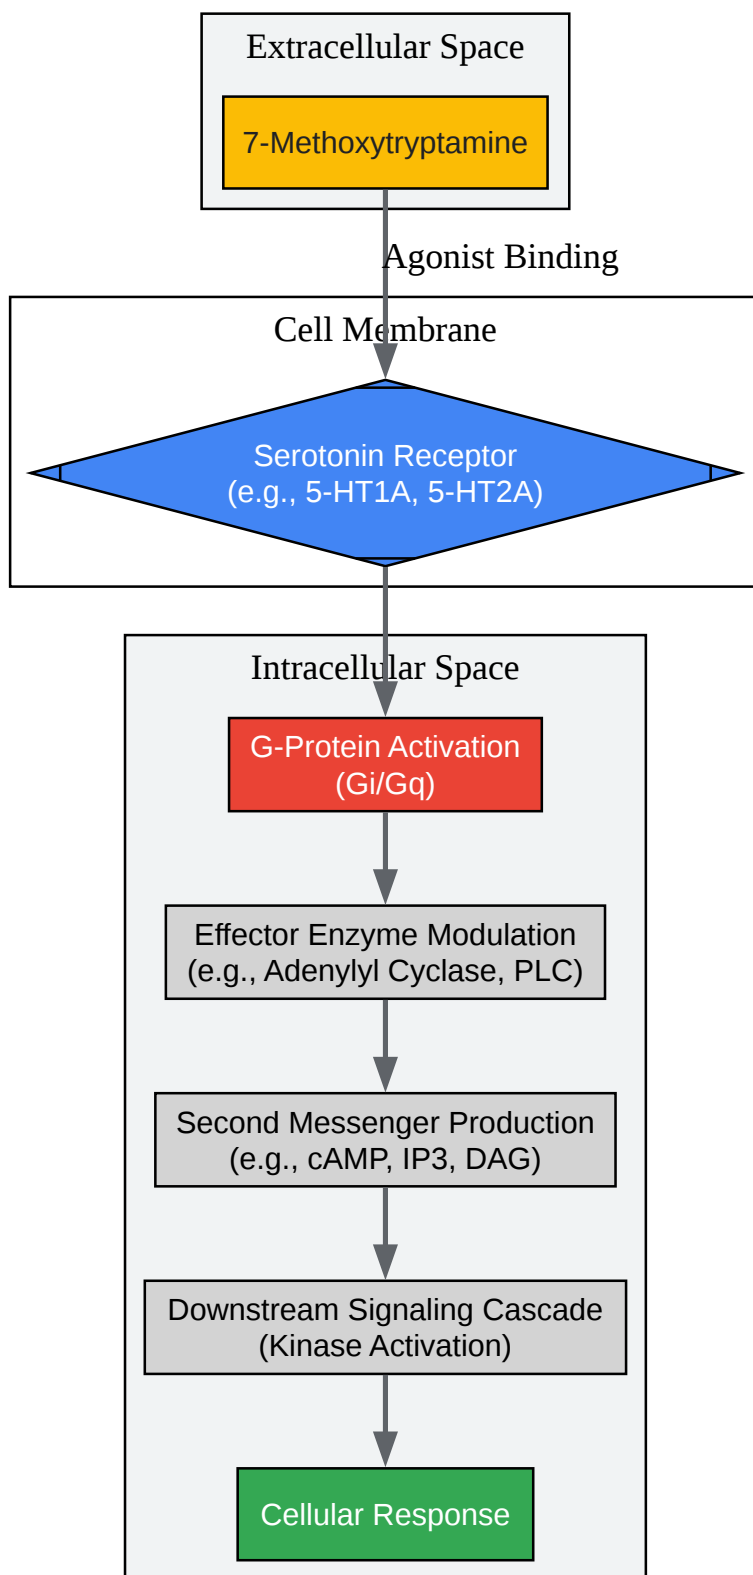 Extracellular Space
7-Methoxytryptamine
Agonist Binding
Cell Membrane
Serotonin Receptor
(e.g., 5-HT1A, 5-HT2A)
Intracellular Space
G-Protein Activation
(Gi/Gq)
Effector Enzyme Modulation
(e.g., Adenylyl Cyclase, PLC)
Second Messenger Production
(e.g., cAMP, IP3, DAG)
Downstream Signaling Cascade
(Kinase Activation)
Cellular Response